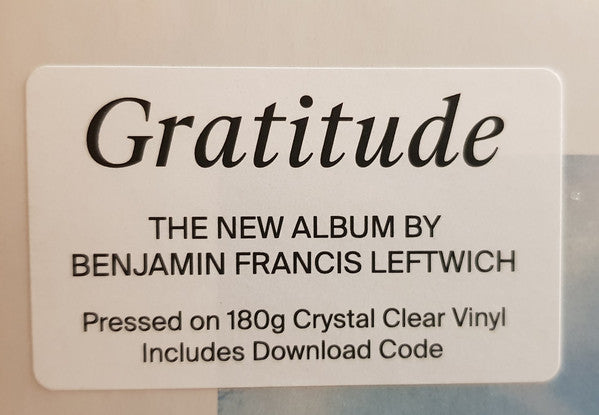 Gratitude
THE NEW ALBUM BY
BENJAMIN FRANCIS LEFTWICH
Pressed on 180g Crystal Clear Vinyl
Includes Download Code